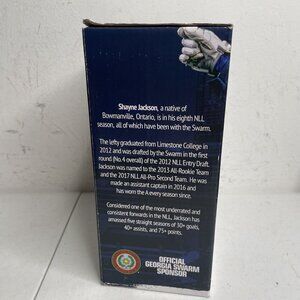 Shayne Jackson, a native of
Bowmanville, Ontario, is in his eighth NLL
season, all of which have been with the Swarm.
The lefty graduated from Limestone College in
2012 and was drafted by the Swarm in the first
round (No.4 overall) of the 2012 NLL Entry Draft.
Jackson was named to the 2013 All-Rookie Team
and the 2017 NLL All-Pro Second Team. He was
made an assistant captain in 2016 and
has worn the A every season since.
Considered one of the most underrated and
consistent forwards in the NLL, Jackson has
amassed five straight seasons of 30+ goals,
40+ assists, and 75+ points.
OFFICIAL
GEORGIA SWARM
SPONSOR